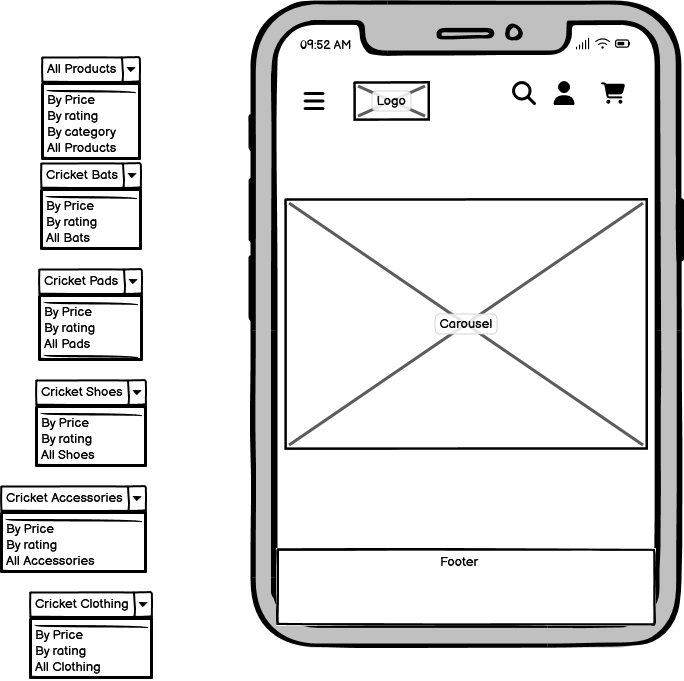 All Products
By Price
By rating
By category
All Products
Cricket Bats
By Price
By rating
All Bats
Cricket Pads
By Price
By rating
All Pads
Cricket Shoes
By Price
By rating
All Shoes
Cricket Accessories
By Price
By rating
All Accessories
Cricket Clothing
By Price
By rating
All Clothing
09:52 AM
Logo
Carousel
Footer